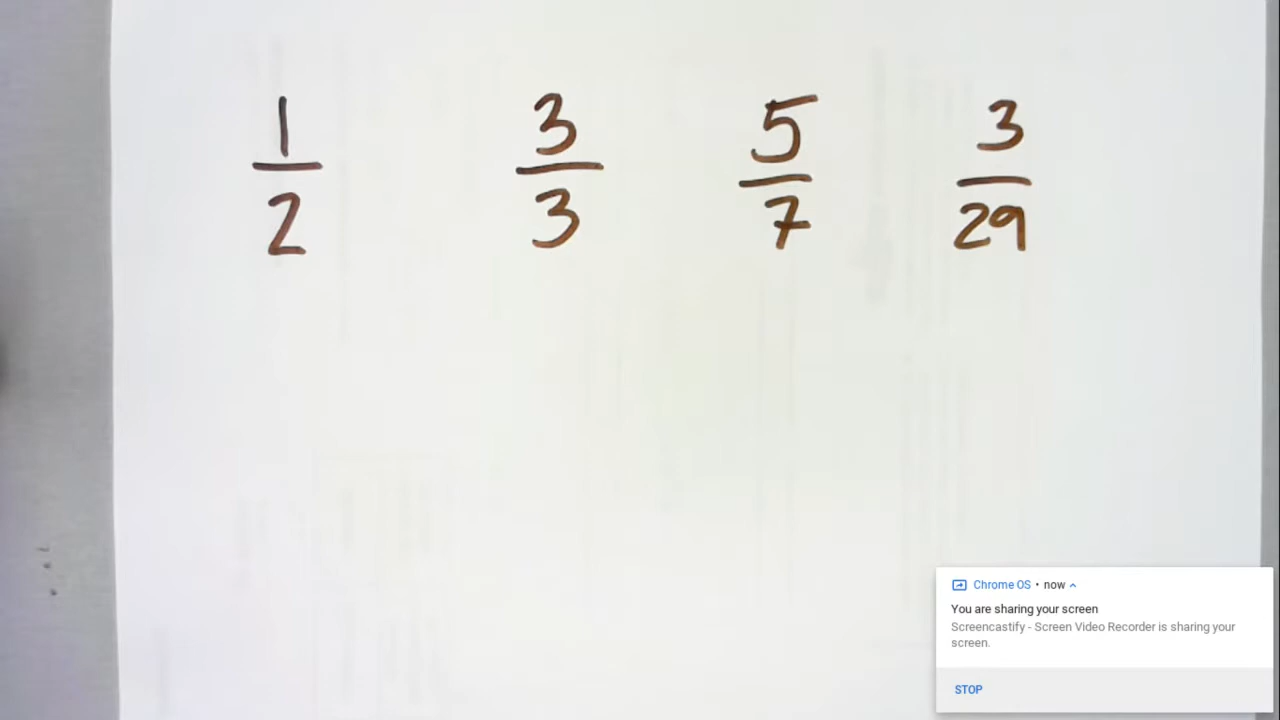 1/2 3/3 5/7 3/29
Chrome OS • now
You are sharing your screen
Screencastify - Screen Video Recorder is sharing your
screen.
STOP